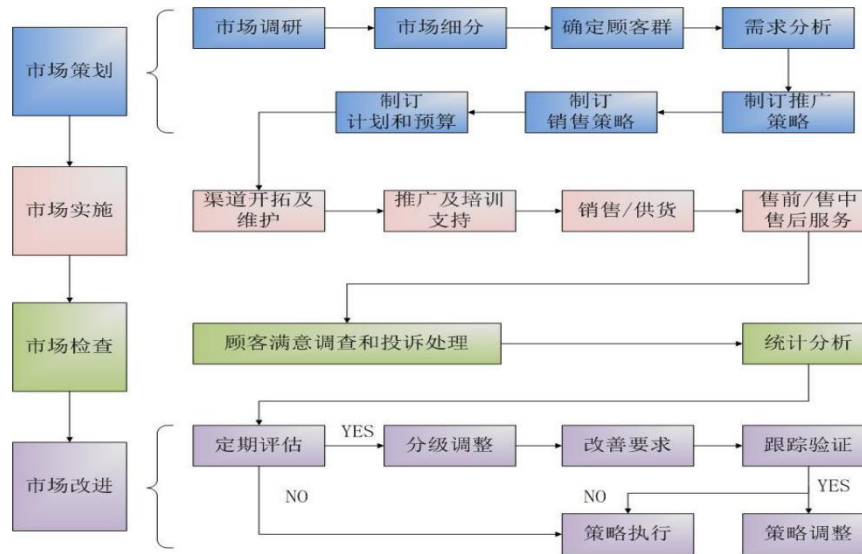 市场调研
市场细分
确定顾客群
需求分析
市场策划
制订
计划和预算
制订
销售策略
制订推广
策略
市场实施
渠道开拓及
维护
推广及培训
支持
销售/供货
售前/售中
售后服务
市场检查
顾客满意调查和投诉处理
统计分析
市场改进
定期评估
YES
分级调整
改善要求
跟踪验证
NO
NO
YES
策略执行
策略调整